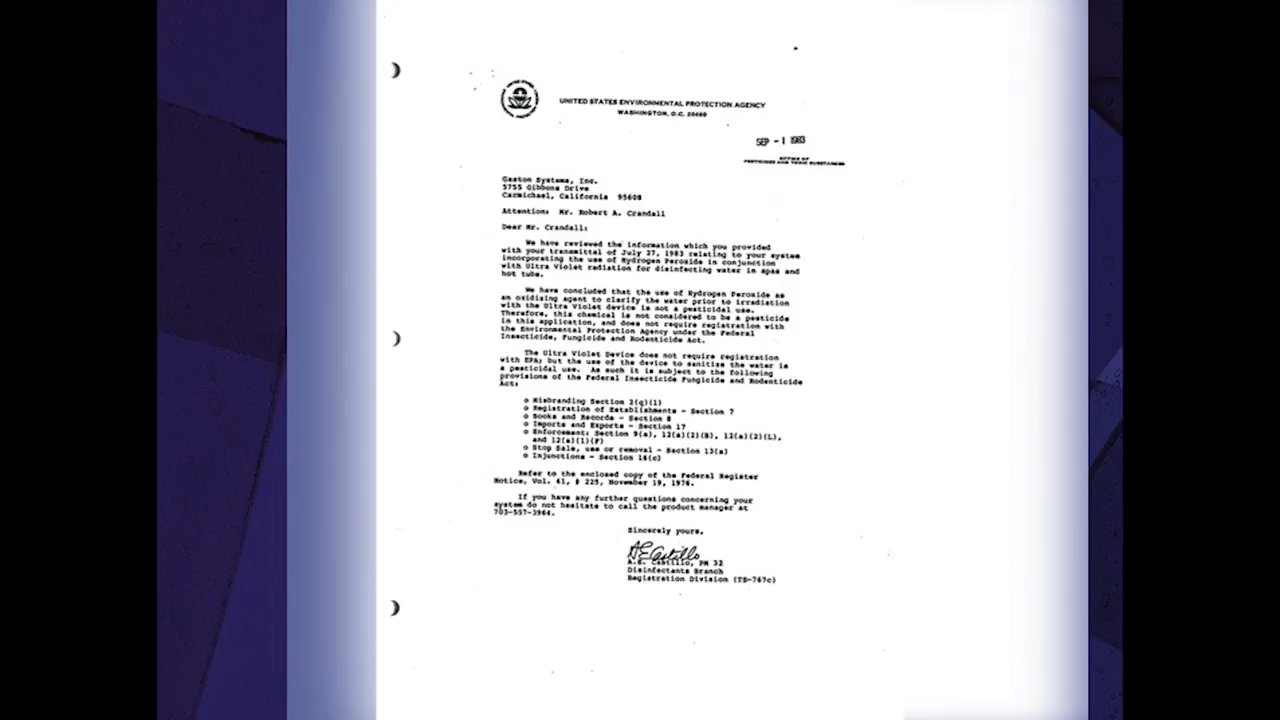 UNITED STATES ENVIRONMENTAL PROTECTION AGENCY
WASHINGTON, D.C. 20460
SEP -1 1983
OFFICE OF
PESTICIDES AND TOXIC SUBSTANCES
Gaston Systems, Inc.
5755 Gibbons Drive
Carmichael, California 95608
Attention: Mr. Robert A. Crandall
Dear Mr. Crandall:
We have reviewed the information which you provided
with your transmittal of July 27, 1983 relating to your system
incorporating the use of Hydrogen Peroxide in conjunction
with Ultra Violet radiation for disinfecting water in spas and
hot tubs.
We have concluded that the use of Hydrogen Peroxide as
an oxidizing agent to clarify the water prior to irradiation
with the Ultra Violet device is not a pesticidal use.
Therefore, this chemical is not considered to be a pesticide
in this application, and does not require registration with
the Environmental Protection Agency under the Federal
Insecticide, Fungicide and Rodenticide Act.
The Ultra Violet Device does not require registration
with EPA; but the use of the device to sanitize the water is
a pesticidal use. As such it is subject to the following
provisions of the Federal Insecticide Fungicide and Rodenticide
Act:
o Misbranding Section 2(q)(1)
o Registration of Establishments - Section 7
o Books and Records - Section 8
o Imports and Exports - Section 17
o Enforcement: Section 9(a), 12(a)(2)(B), 12(a)(2)(L),
and 12(a)(1)(F)
o Stop Sale, use or removal - Section 13(a)
o Injunctions - Section 16(c)
Refer to the enclosed copy of the Federal Register
Notice, Vol. 41, # 225, November 19, 1976.
If you have any further questions concerning your
system do not hesitate to call the product manager at
703-557-3964.
Sincerely yours,
A E Castillo
A.E. Castillo, PM 32
Disinfectants Branch
Registration Division (TS-767c)